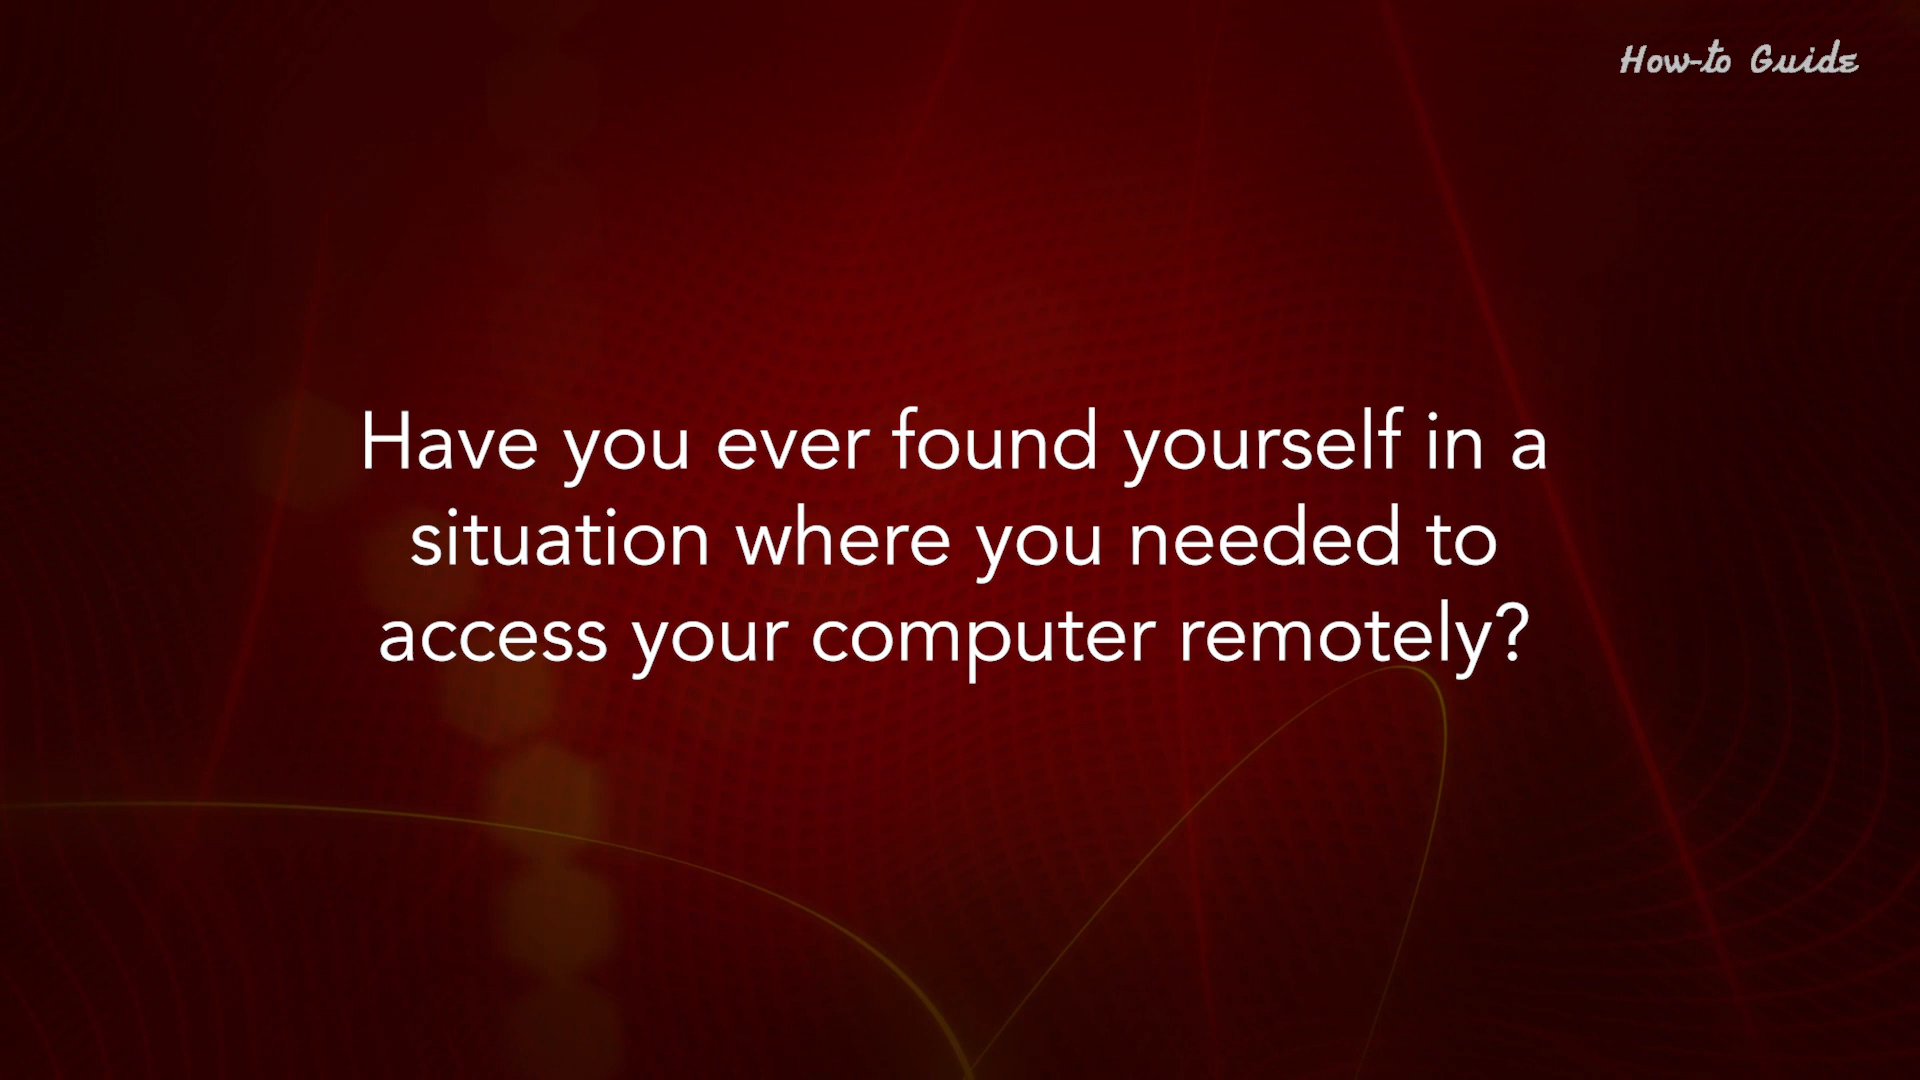 How-to Guide
Have you ever found yourself in a
situation where you needed to
access your computer remotely?